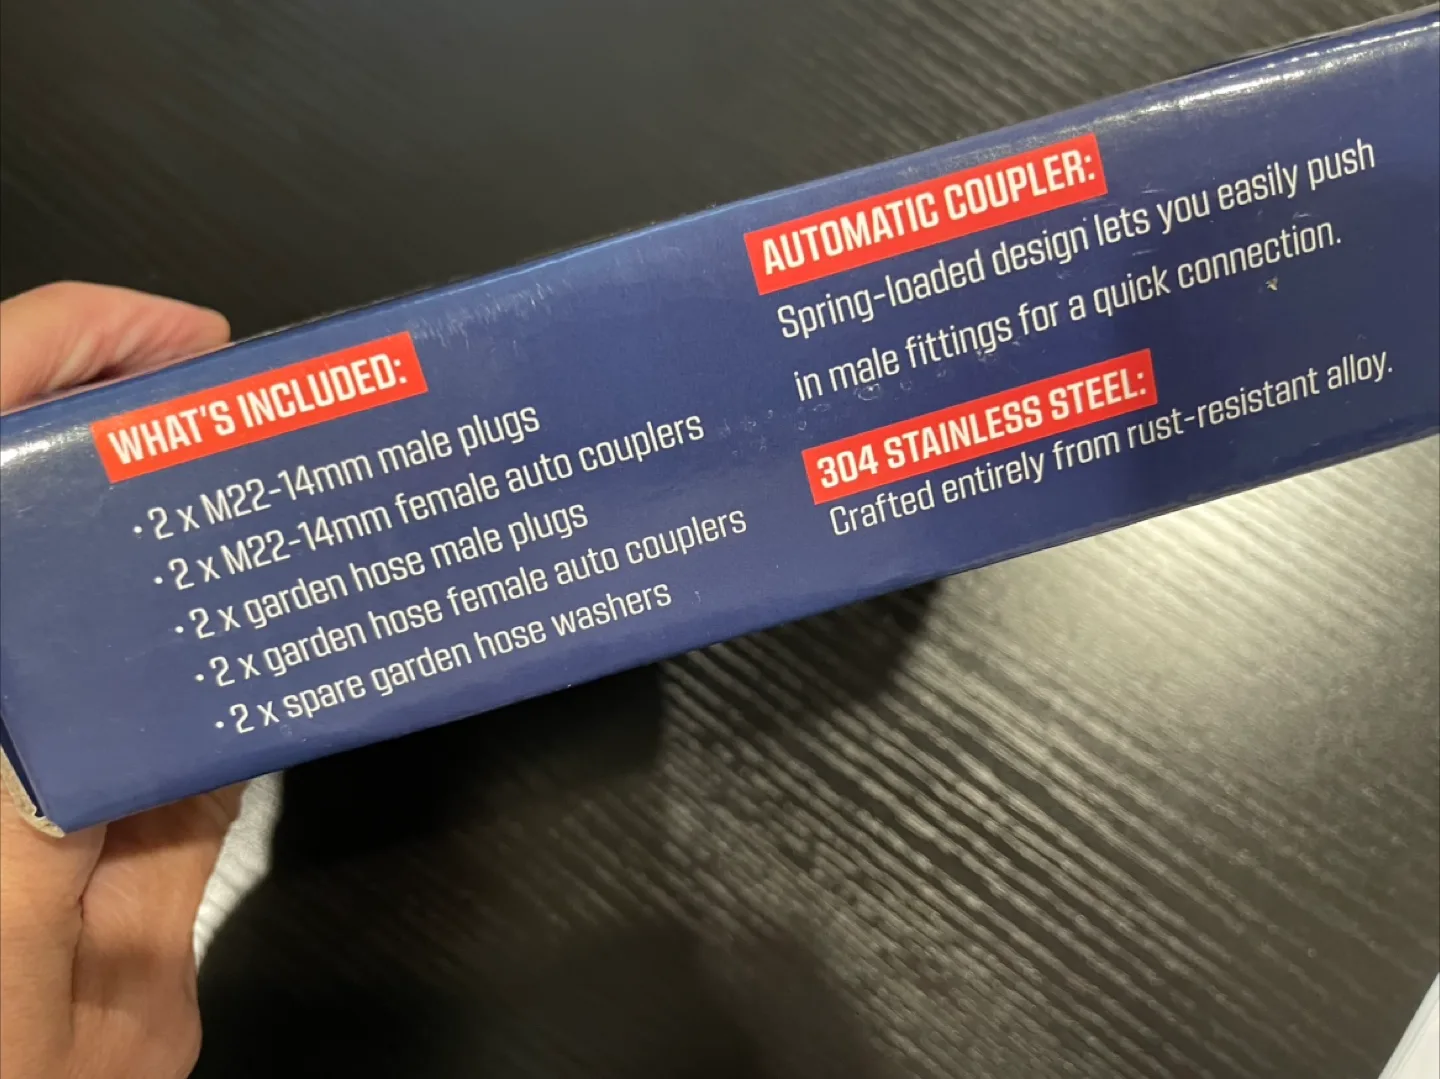 WHAT'S INCLUDED:
• 2 x M22-14mm male plugs
• 2 x M22-14mm female auto couplers
• 2 x garden hose male plugs
• 2 x garden hose female auto couplers
• 2 x spare garden hose washers
AUTOMATIC COUPLER:
Spring-loaded design lets you easily push
in male fittings for a quick connection.
304 STAINLESS STEEL:
Crafted entirely from rust-resistant alloy.